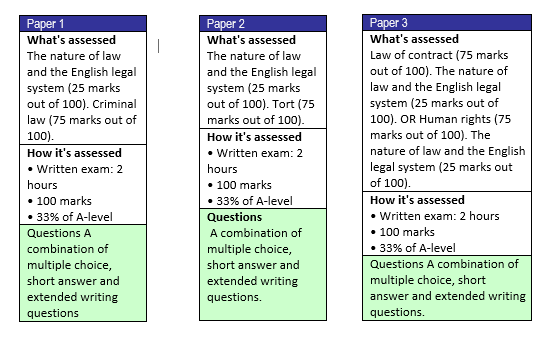 Paper 1
What's assessed
The nature of law
and the English legal
system (25 marks
out of 100). Criminal
law (75 marks out of
100).
How it's assessed
• Written exam: 2
hours
• 100 marks
• 33% of A-level
Questions A
combination of
multiple choice,
short answer and
extended writing
questions
Paper 2
What's assessed
The nature of law
and the English legal
system (25 marks
out of 100). Tort (75
marks out of 100).
How it's assessed
• Written exam: 2
hours
• 100 marks
• 33% of A-level
Questions
A combination of
multiple choice,
short answer and
extended writing
questions.
Paper 3
What's assessed
Law of contract (75 marks
out of 100). The nature of
law and the English legal
system (25 marks out of
100). OR Human rights (75
marks out of 100). The
nature of law and the English
legal system (25 marks out
of 100).
How it's assessed
• Written exam: 2 hours
• 100 marks
• 33% of A-level
Questions A combination of
multiple choice, short
answer and extended writing
questions.